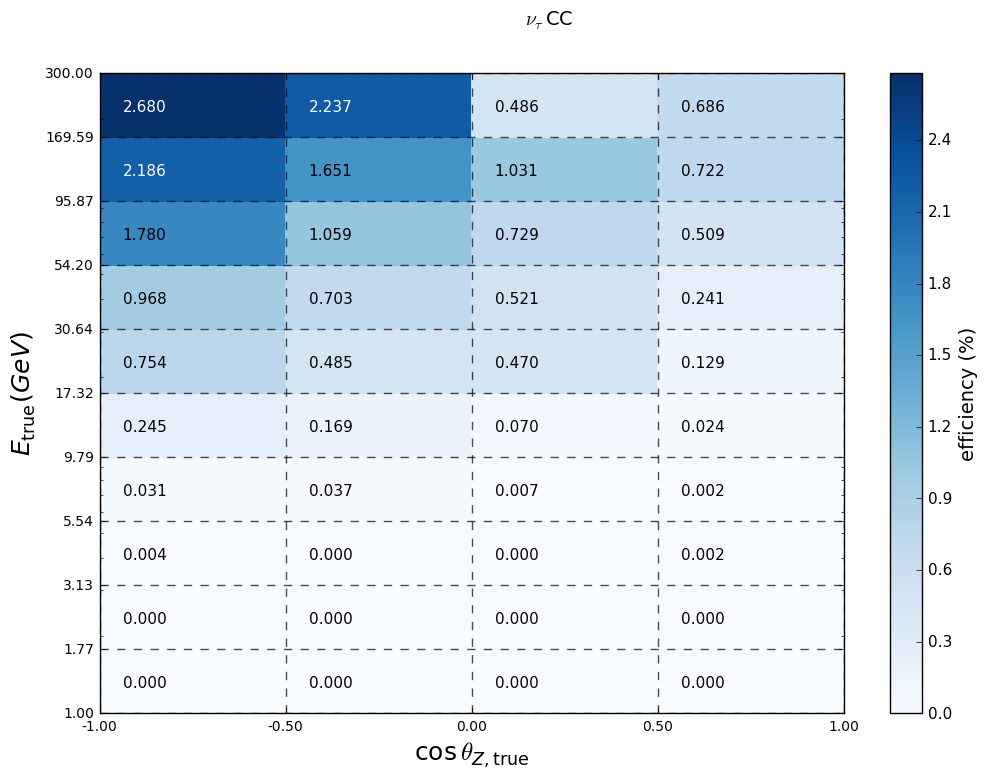 ν_τ CC
300.00
2.680 2.237 0.486 0.686
169.59
2.4
2.186 1.651 1.031 0.722
2.1
95.87
1.780 1.059 0.729 0.509
54.20
1.8
0.968 0.703 0.521 0.241
30.64
1.5
0.754 0.485 0.470 0.129
17.32
1.2
0.245 0.169 0.070 0.024
9.79
0.9
0.031 0.037 0.007 0.002
5.54
0.6
0.004 0.000 0.000 0.002
3.13
0.3
0.000 0.000 0.000 0.000
1.77
0.000 0.000 0.000 0.000
1.00
0.0
-1.00 -0.50 0.00 0.50 1.00
cos θ_Z,true
E_true (GeV)
efficiency (%)